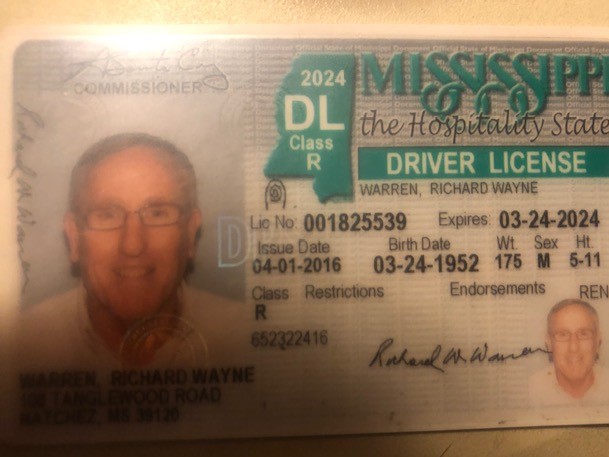 COMMISSIONER
2024
DL
Class
R
MISSISSIPPI
the Hospitality State
DRIVER LICENSE
WARREN, RICHARD WAYNE
Lic No: 001825539 Expires 03-24-2024
Issue Date Birth Date Wt. Sex Ht.
04-01-2016 03-24-1952 175 M 5-11
Class Restrictions Endorsements REN
R
652322416
Richard W Warren
WARREN, RICHARD WAYNE
TANGLEWOOD ROAD
NATCHEZ, MS 39120